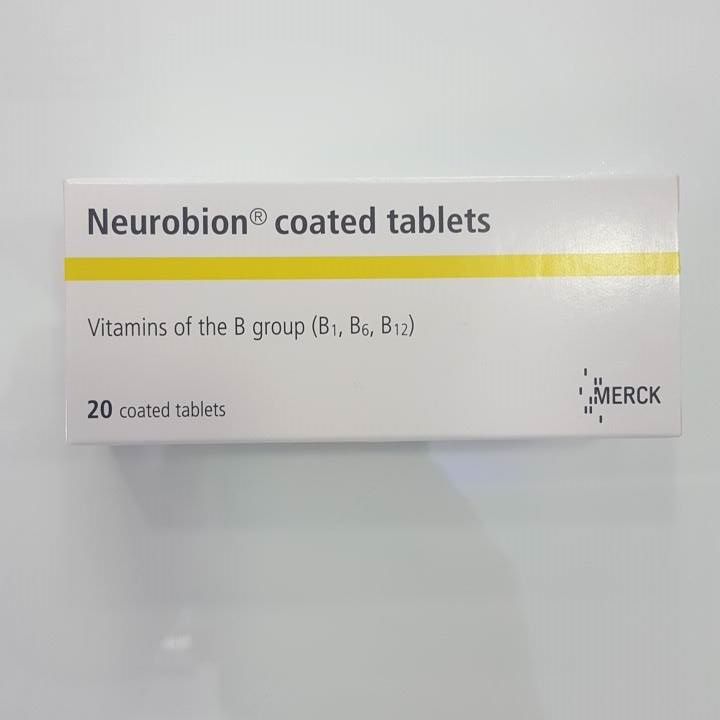 Neurobion® coated tablets
Vitamins of the B group (B₁, B₆, B₁₂)
20 coated tablets
MERCK